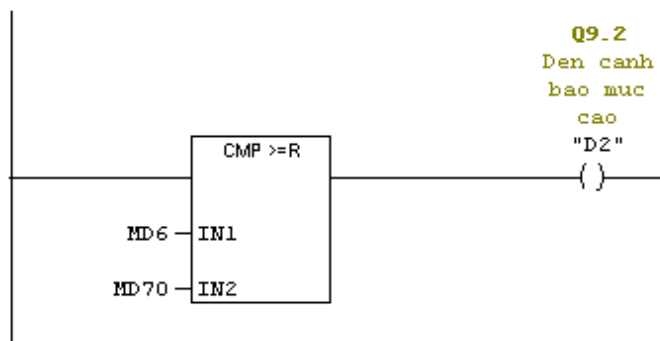 Q9.2
Den canh
bao muc
cao
"D2"
CMP >=R
( )
MD6 IN1
MD70 IN2